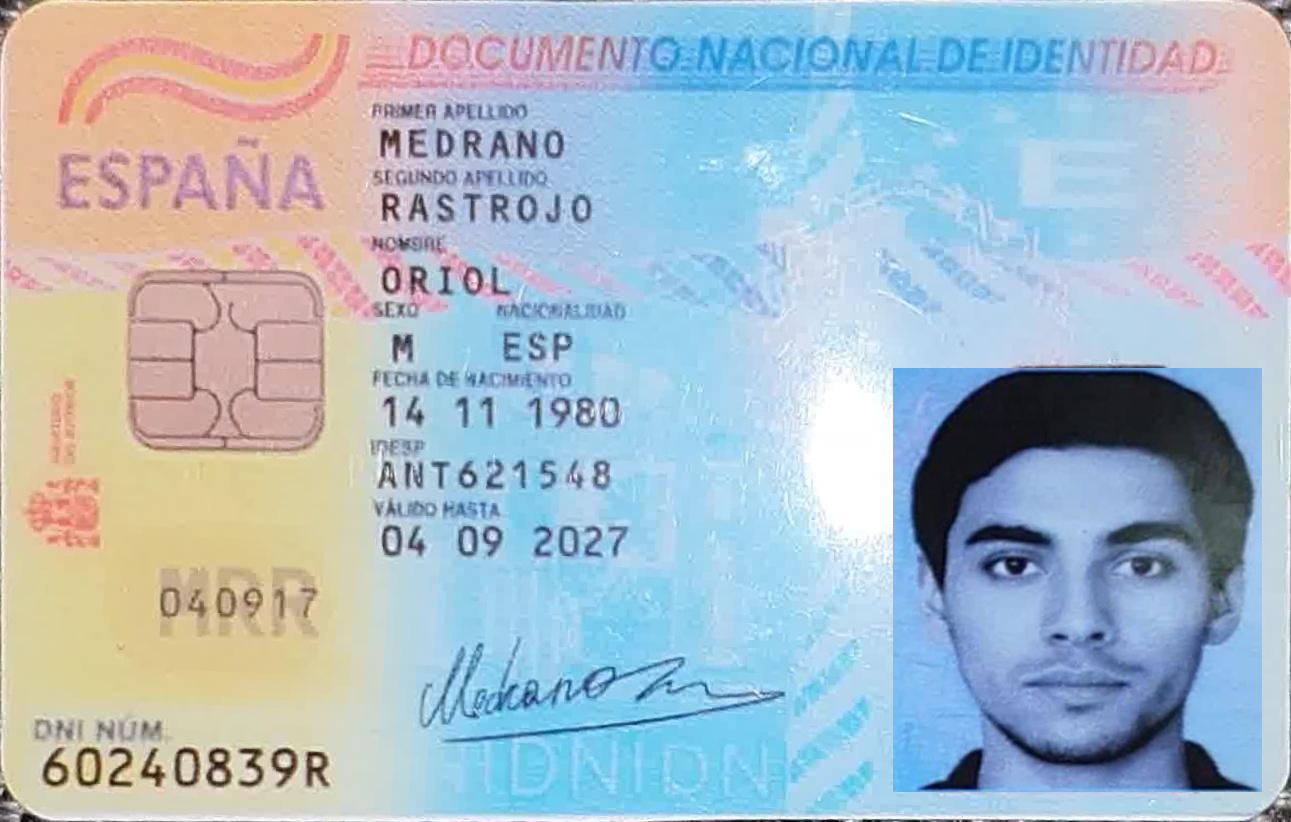 DOCUMENTO NACIONAL DE IDENTIDAD
ESPAÑA
PRIMER APELLIDO
MEDRANO
SEGUNDO APELLIDO
RASTROJO
NOMBRE
ORIOL
SEXO NACIONALIDAD
M ESP
FECHA DE NACIMIENTO
14 11 1980
IDESP
ANT621548
VÁLIDO HASTA
04 09 2027
040917
MRR
Medrano
DNI NÚM.
60240839R
IDNIDN
E